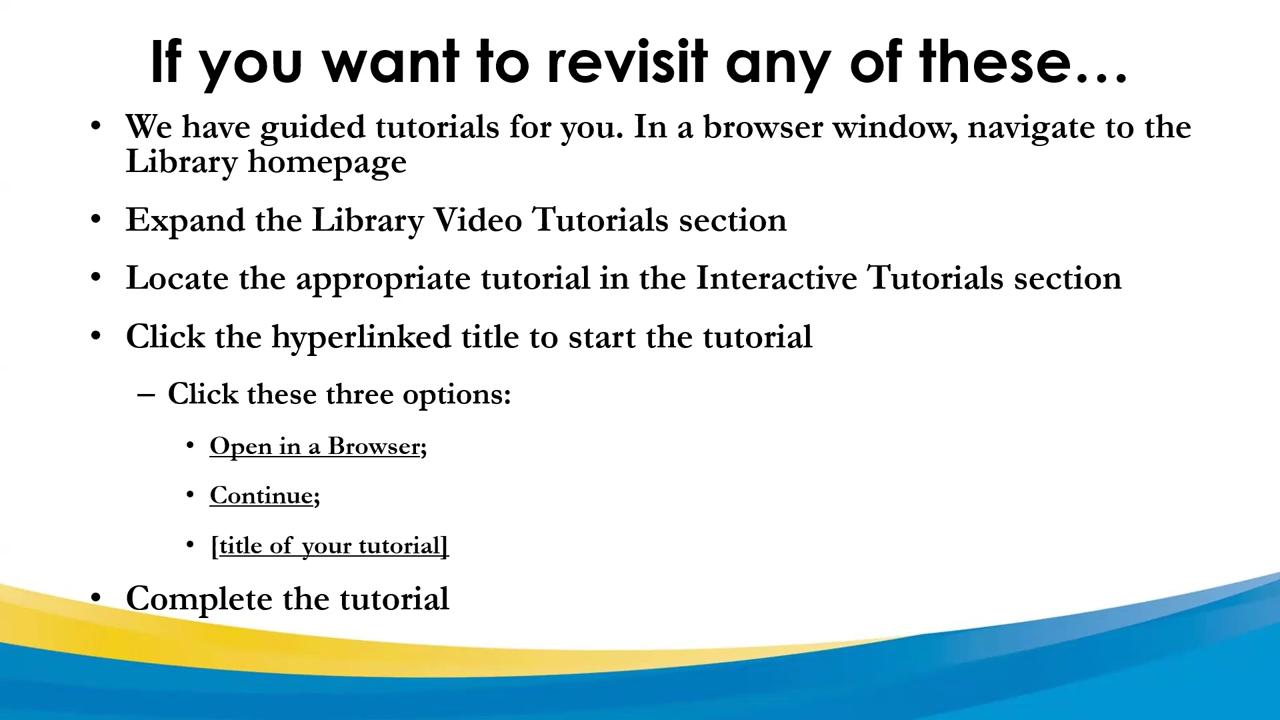 If you want to revisit any of these…
• We have guided tutorials for you. In a browser window, navigate to the
Library homepage
• Expand the Library Video Tutorials section
• Locate the appropriate tutorial in the Interactive Tutorials section
• Click the hyperlinked title to start the tutorial
– Click these three options:
• Open in a Browser;
• Continue;
• [title of your tutorial]
• Complete the tutorial